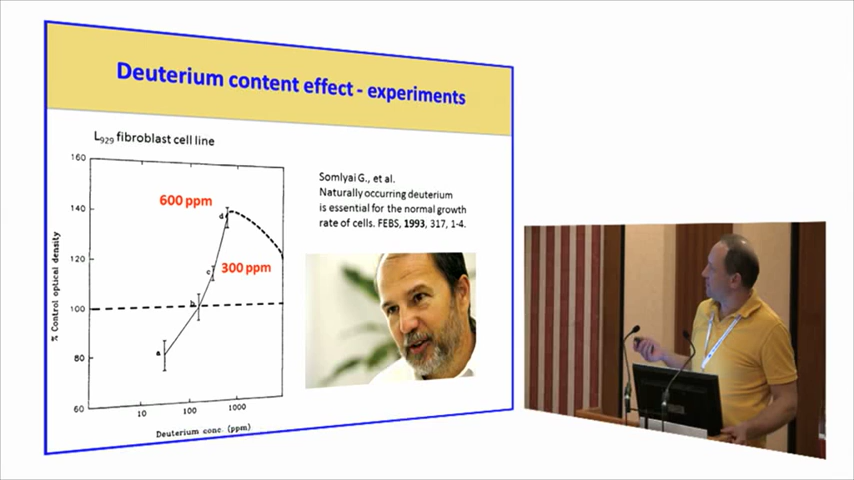 Deuterium content effect - experiments
L929 fibroblast cell line
160
140
120
100
80
60
600 ppm
300 ppm
a
b
c
d
10
100
1000
% Control optical density
Deuterium conc. (ppm)
Somlyai G., et al.
Naturally occurring deuterium
is essential for the normal growth
rate of cells. FEBS, 1993, 317, 1-4.